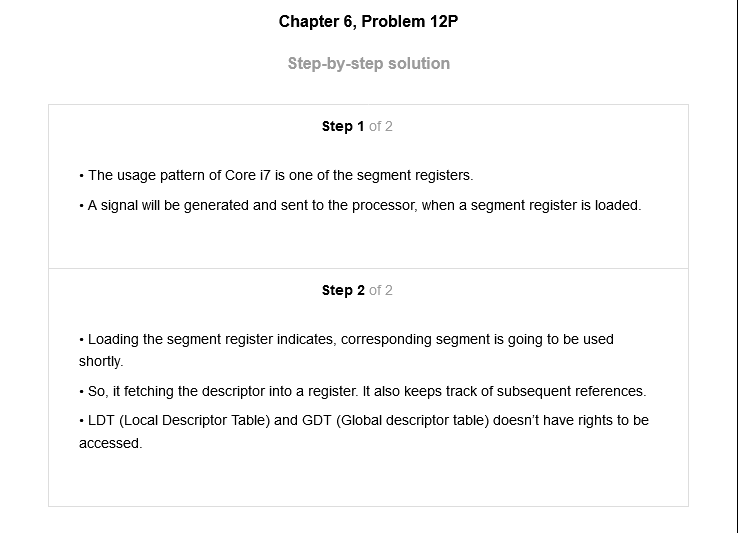 Chapter 6, Problem 12P
Step-by-step solution
Step 1 of 2
• The usage pattern of Core i7 is one of the segment registers.
• A signal will be generated and sent to the processor, when a segment register is loaded.
Step 2 of 2
• Loading the segment register indicates, corresponding segment is going to be used
shortly.
• So, it fetching the descriptor into a register. It also keeps track of subsequent references.
• LDT (Local Descriptor Table) and GDT (Global descriptor table) doesn't have rights to be
accessed.